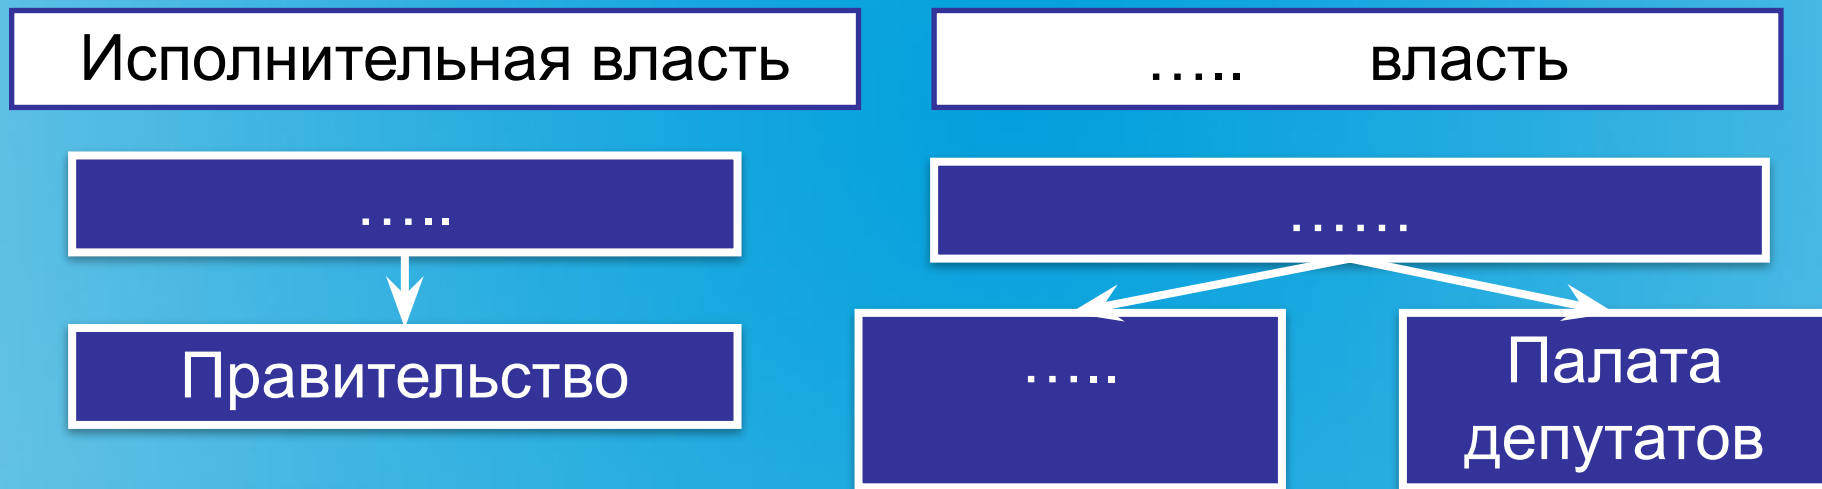 Исполнительная власть
….. власть
…..
……
Правительство
…..
Палата
депутатов